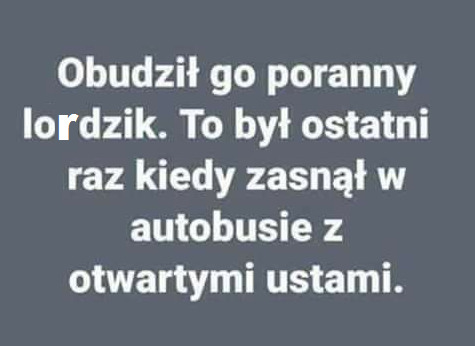 Obudził go poranny
lordzik. To był ostatni
raz kiedy zasnął w
autobusie z
otwartymi ustami.